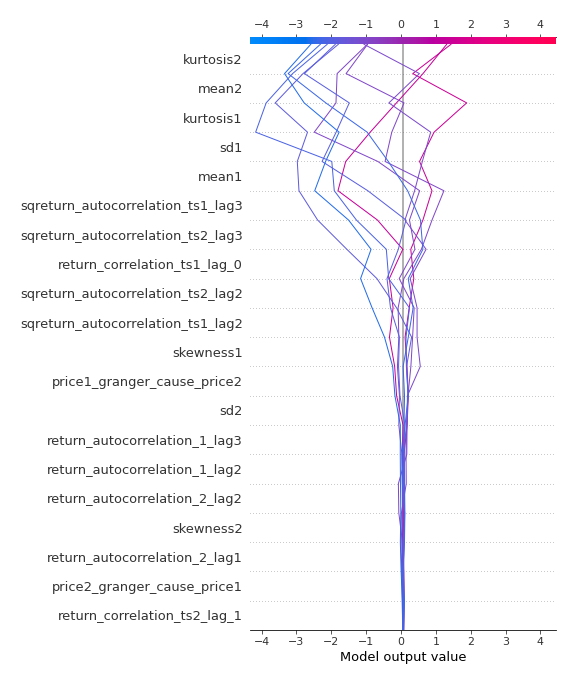 −4 −3 −2 −1 0 1 2 3 4
kurtosis2
mean2
kurtosis1
sd1
mean1
sqreturn_autocorrelation_ts1_lag3
sqreturn_autocorrelation_ts2_lag3
return_correlation_ts1_lag_0
sqreturn_autocorrelation_ts2_lag2
sqreturn_autocorrelation_ts1_lag2
skewness1
price1_granger_cause_price2
sd2
return_autocorrelation_1_lag3
return_autocorrelation_1_lag2
return_autocorrelation_2_lag2
skewness2
return_autocorrelation_2_lag1
price2_granger_cause_price1
return_correlation_ts2_lag_1
−4 −3 −2 −1 0 1 2 3 4
Model output value